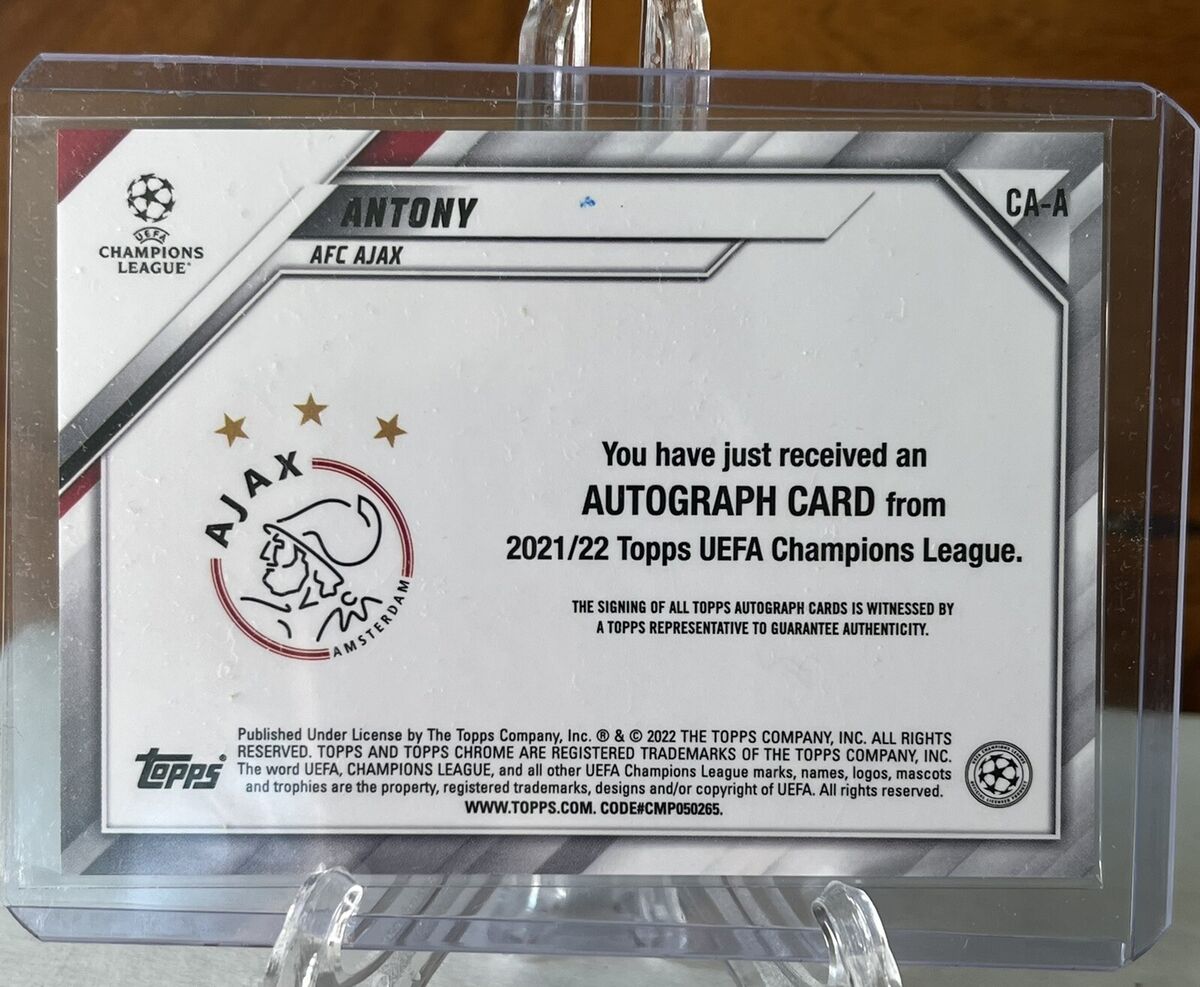 UEFA
CHAMPIONS
LEAGUE®
ANTONY
AFC AJAX
CA-A
AJAX
AMSTERDAM
You have just received an
AUTOGRAPH CARD from
2021/22 Topps UEFA Champions League.
THE SIGNING OF ALL TOPPS AUTOGRAPH CARDS IS WITNESSED BY
A TOPPS REPRESENTATIVE TO GUARANTEE AUTHENTICITY.
topps®
Published Under License by The Topps Company, Inc. ® & © 2022 THE TOPPS COMPANY, INC. ALL RIGHTS
RESERVED. TOPPS AND TOPPS CHROME ARE REGISTERED TRADEMARKS OF THE TOPPS COMPANY, INC.
The word UEFA, CHAMPIONS LEAGUE, and all other UEFA Champions League marks, names, logos, mascots
and trophies are the property, registered trademarks, designs and/or copyright of UEFA. All rights reserved.
WWW.TOPPS.COM. CODE#CMP050265.